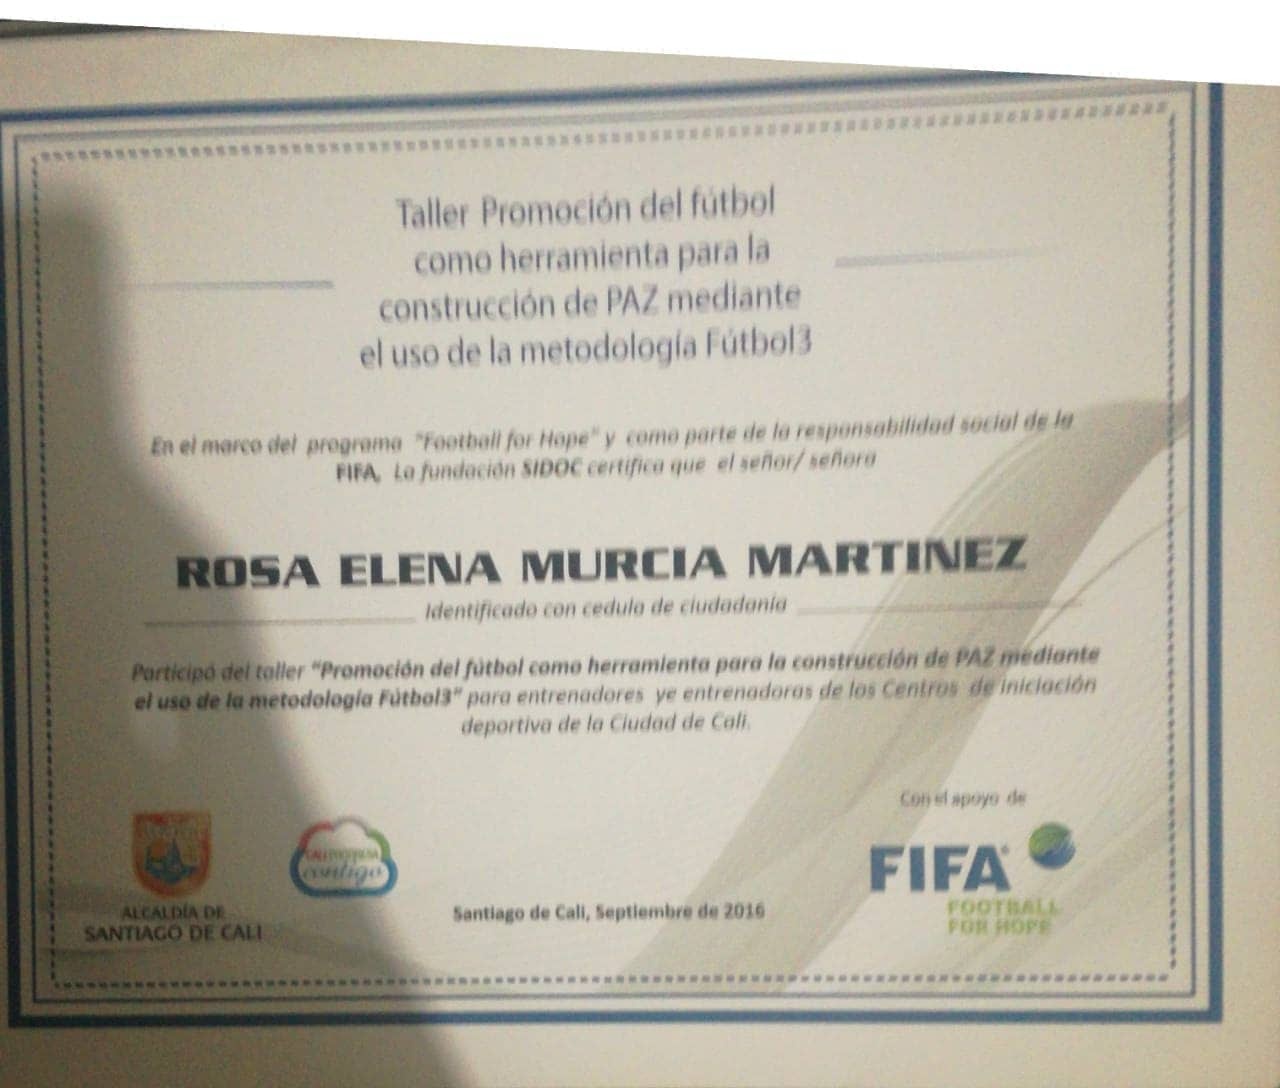 Taller Promoción del fútbol
como herramienta para la
construcción de PAZ mediante
el uso de la metodología Fútbol3
En el marco del programa "Football for Hope" y como parte de la responsabilidad social de la
FIFA, La fundación SIDOC certifica que el señor/ señora
ROSA ELENA MURCIA MARTINEZ
Identificado con cedula de ciudadanía
Participó del taller "Promoción del fútbol como herramienta para la construcción de PAZ mediante
el uso de la metodología Fútbol3" para entrenadores ye entrenadoras de los Centros de iniciación
deportiva de la Ciudad de Cali.
Con el apoyo de
CALI PROGRESA
contigo
FIFA
FOOTBALL
FOR HOPE
ALCALDÍA DE
SANTIAGO DE CALI
Santiago de Cali, Septiembre de 2016